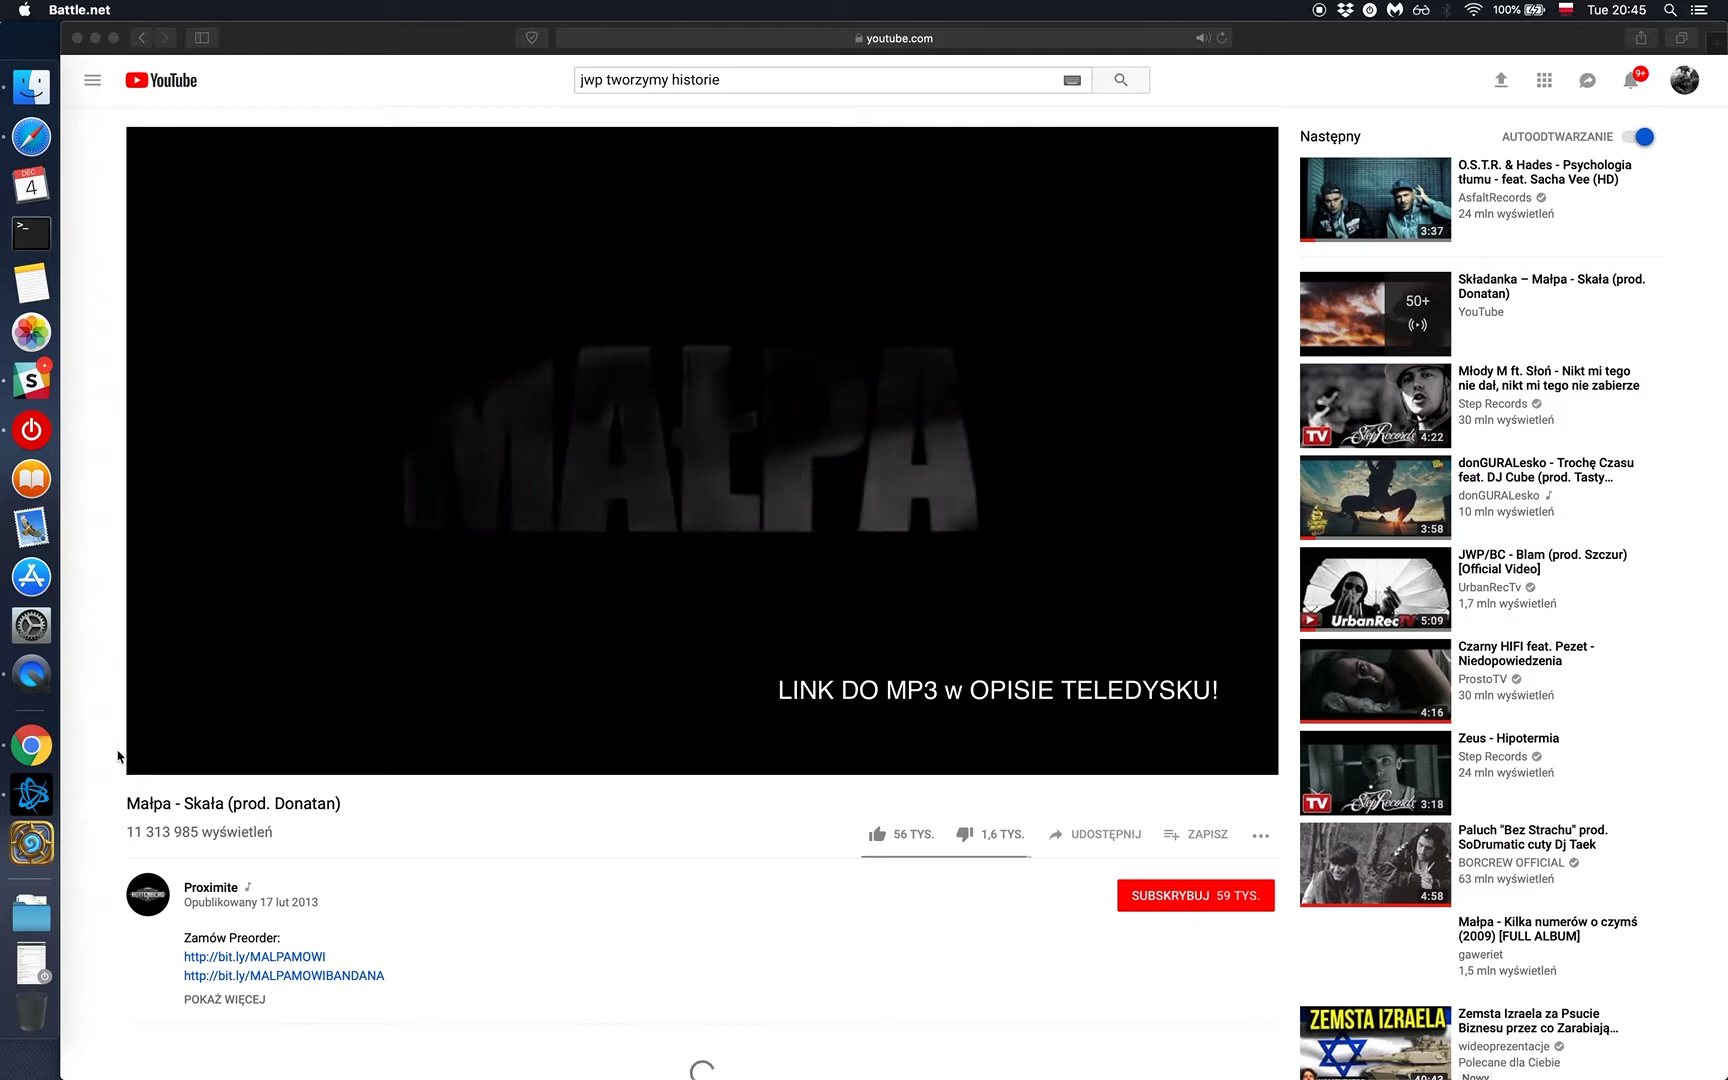 Battle.net
100%
Tue 20:45
youtube.com
YouTube
jwp tworzymy historie
9+
DEC
4
>_
S
MAŁPA
LINK DO MP3 w OPISIE TELEDYSKU!
Małpa - Skała (prod. Donatan)
11 313 985 wyświetleń
56 TYS.
1,6 TYS.
UDOSTĘPNIJ
ZAPISZ
Proximite
Opublikowany 17 lut 2013
SUBSKRYBUJ 59 TYS.
Zamów Preorder:
http://bit.ly/MALPAMOWI
http://bit.ly/MALPAMOWIBANDANA
POKAŻ WIĘCEJ
Następny
AUTOODTWARZANIE
3:37
O.S.T.R. & Hades - Psychologia
tłumu - feat. Sacha Vee (HD)
AsfaltRecords
24 mln wyświetleń
50+
Składanka – Małpa - Skała (prod.
Donatan)
YouTube
TV
StepRecords
4:22
Młody M ft. Słoń - Nikt mi tego
nie dał, nikt mi tego nie zabierze
Step Records
30 mln wyświetleń
3:58
donGURALesko - Trochę Czasu
feat. DJ Cube (prod. Tasty...
donGURALesko
10 mln wyświetleń
UrbanRecTV
5:09
JWP/BC - Blam (prod. Szczur)
[Official Video]
UrbanRecTv
1,7 mln wyświetleń
4:16
Czarny HIFI feat. Pezet -
Niedopowiedzenia
ProstoTV
30 mln wyświetleń
TV
StepRecords
3:18
Zeus - Hipotermia
Step Records
24 mln wyświetleń
4:58
Paluch "Bez Strachu" prod.
SoDrumatic cuty Dj Taek
BORCREW OFFICIAL
63 mln wyświetleń
Małpa - Kilka numerów o czymś
(2009) [FULL ALBUM]
gaweriet
1,5 mln wyświetleń
ZEMSTA IZRAELA
Zemsta Izraela za Psucie
Biznesu przez co Zarabiają...
wideoprezentacje
Polecane dla Ciebie
Nowy